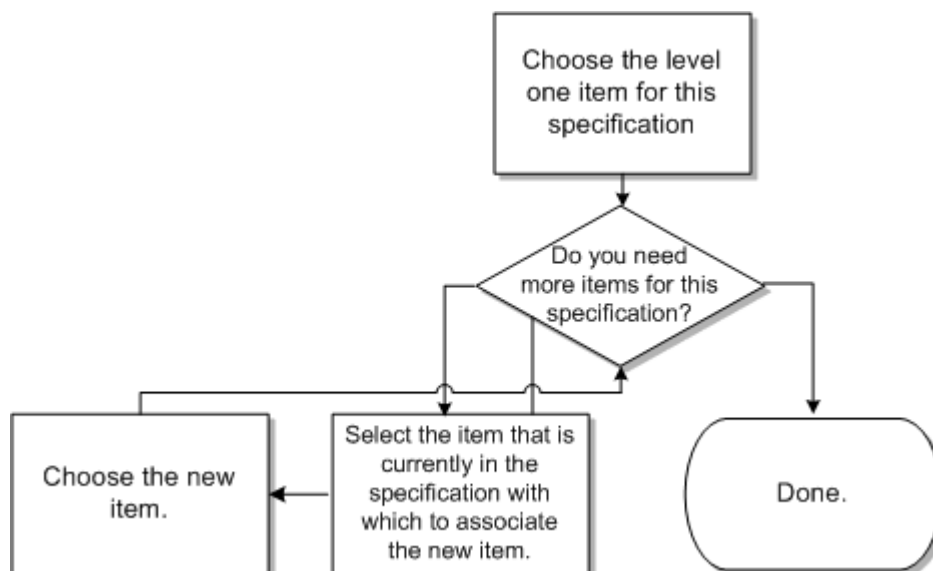 Choose the level
one item for this
specification
Do you need
more items for this
specification?
Choose the new
item.
Select the item that is
currently in the
specification with
which to associate
the new item.
Done.